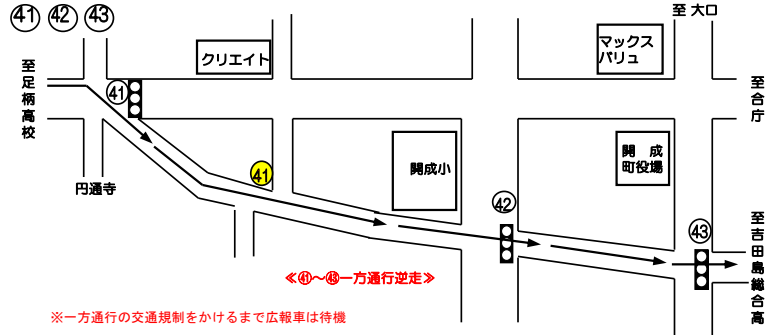 ㊶ ㊷ ㊸
至 大口
クリエイト
マックス
バリュ
至足柄高校
㊶
至合庁
開成小
開　成
町役場
㊶
円通寺
㊷
㊸
至吉田島総合高
≪㊶～㊸一方通行逆走≫
※一方通行の交通規制をかけるまで広報車は待機